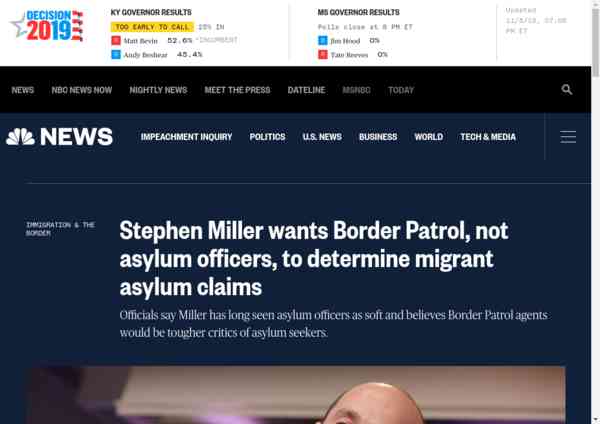 DECISION
2019
KY GOVERNOR RESULTS
TOO EARLY TO CALL 25% IN
R Matt Bevin 52.6% *INCUMBENT
D Andy Beshear 45.4%
MS GOVERNOR RESULTS
Polls close at 8 PM ET
D Jim Hood 0%
R Tate Reeves 0%
Updated
PM ET
NEWS NBC NEWS NOW NIGHTLY NEWS MEET THE PRESS DATELINE MSNBC TODAY
NEWS IMPEACHMENT INQUIRY POLITICS U.S. NEWS BUSINESS WORLD TECH & MEDIA
IMMIGRATION & THE
BORDER
Stephen Miller wants Border Patrol, not
asylum officers, to determine migrant
asylum claims
Officials say Miller has long seen asylum officers as soft and believes Border Patrol agents
would be tougher critics of asylum seekers.